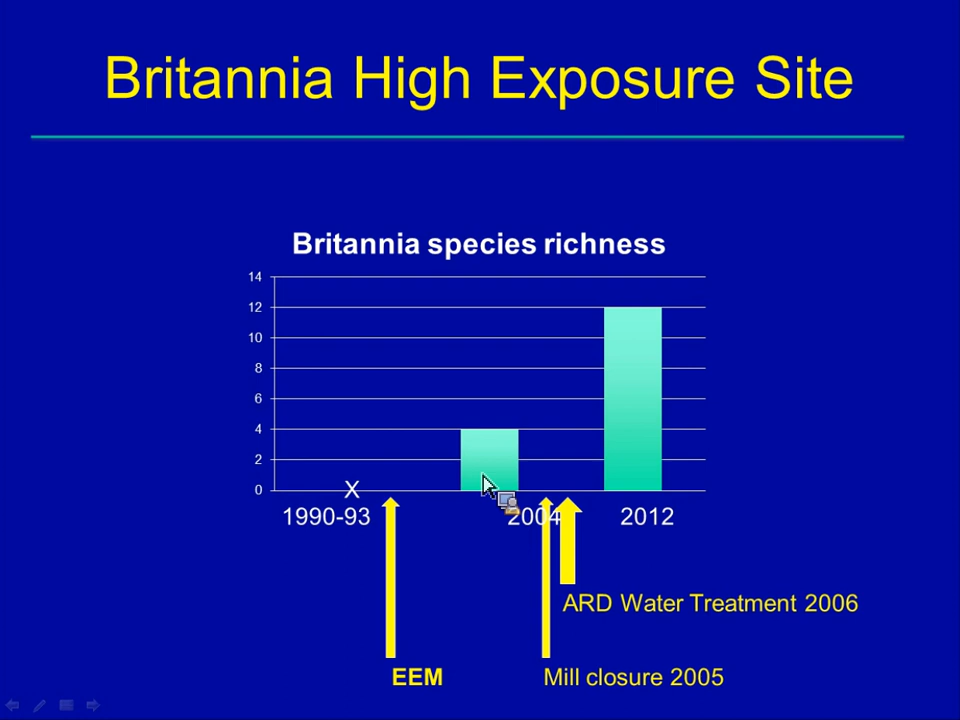 Britannia High Exposure Site
Britannia species richness
14
12
10
8
6
4
2
0
X
1990-93 2004 2012
ARD Water Treatment 2006
EEM Mill closure 2005